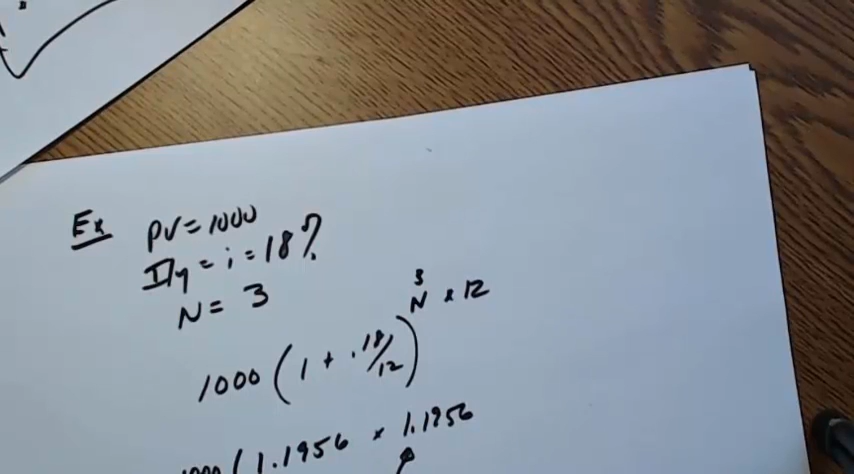 Ex PV = 1000
I/y = i = 18%
N = 3
3
N x 12
1000 ( 1 + .18/12 )
1000 ( 1.1956 x 1.1956